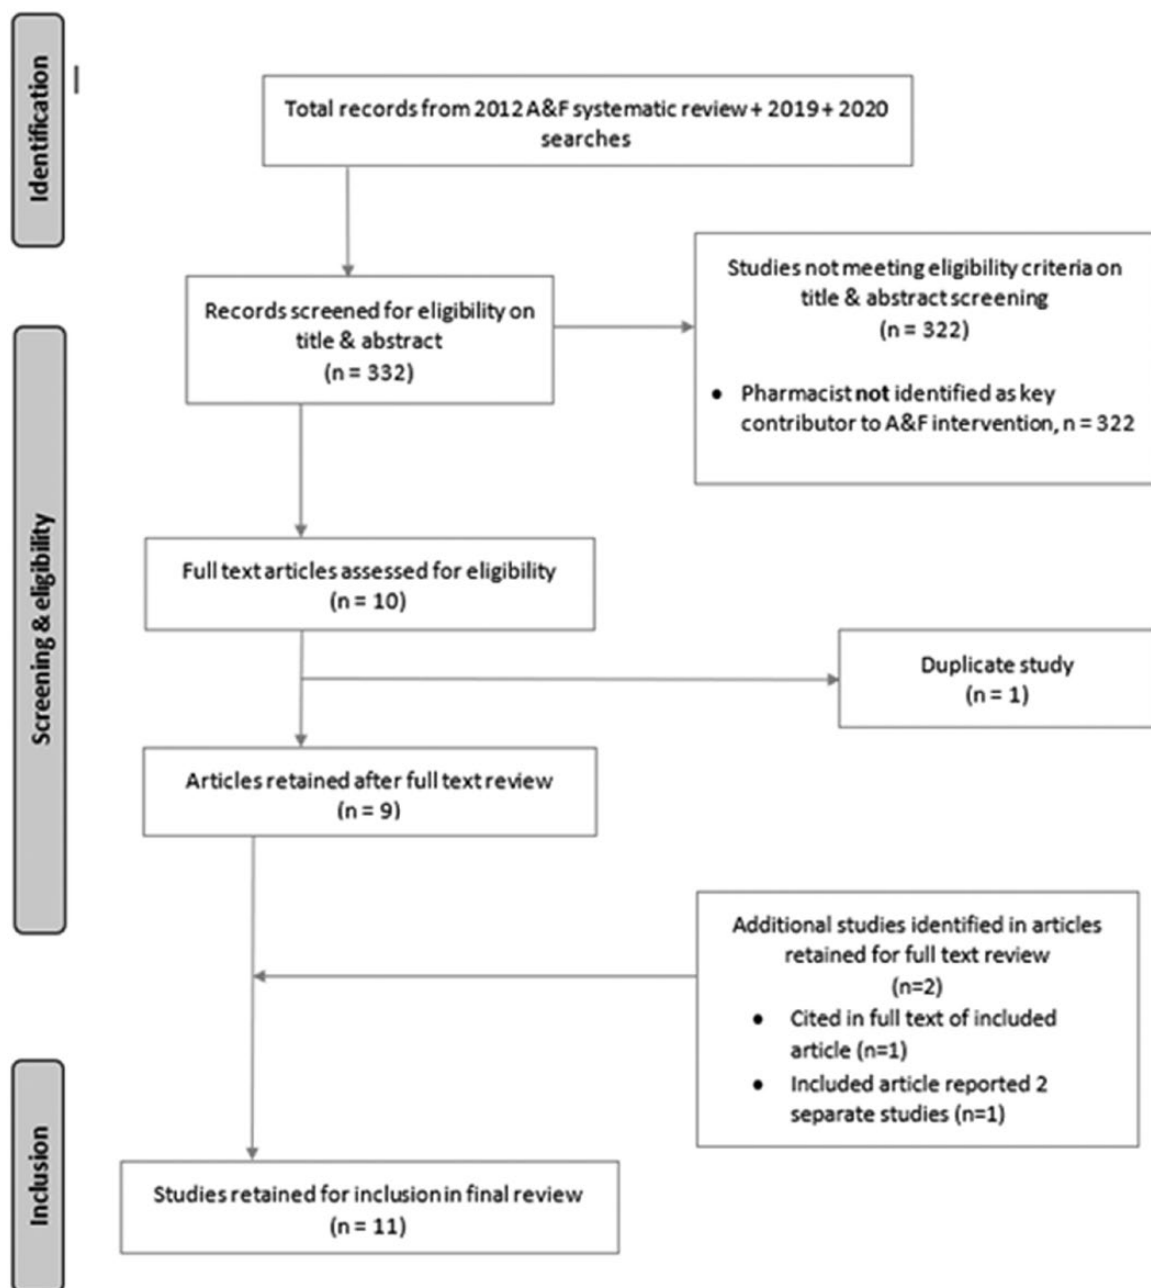 Identification
Total records from 2012 A&F systematic review + 2019 + 2020
searches
Records screened for eligibility on
title & abstract
(n = 332)
Studies not meeting eligibility criteria on
title & abstract screening
(n = 322)
• Pharmacist not identified as key
contributor to A&F intervention, n = 322
Screening & eligibility
Full text articles assessed for eligibility
(n = 10)
Duplicate study
(n = 1)
Articles retained after full text review
(n = 9)
Additional studies identified in articles
retained for full text review
(n=2)
• Cited in full text of included
article (n=1)
• Included article reported 2
separate studies (n=1)
Inclusion
Studies retained for inclusion in final review
(n = 11)